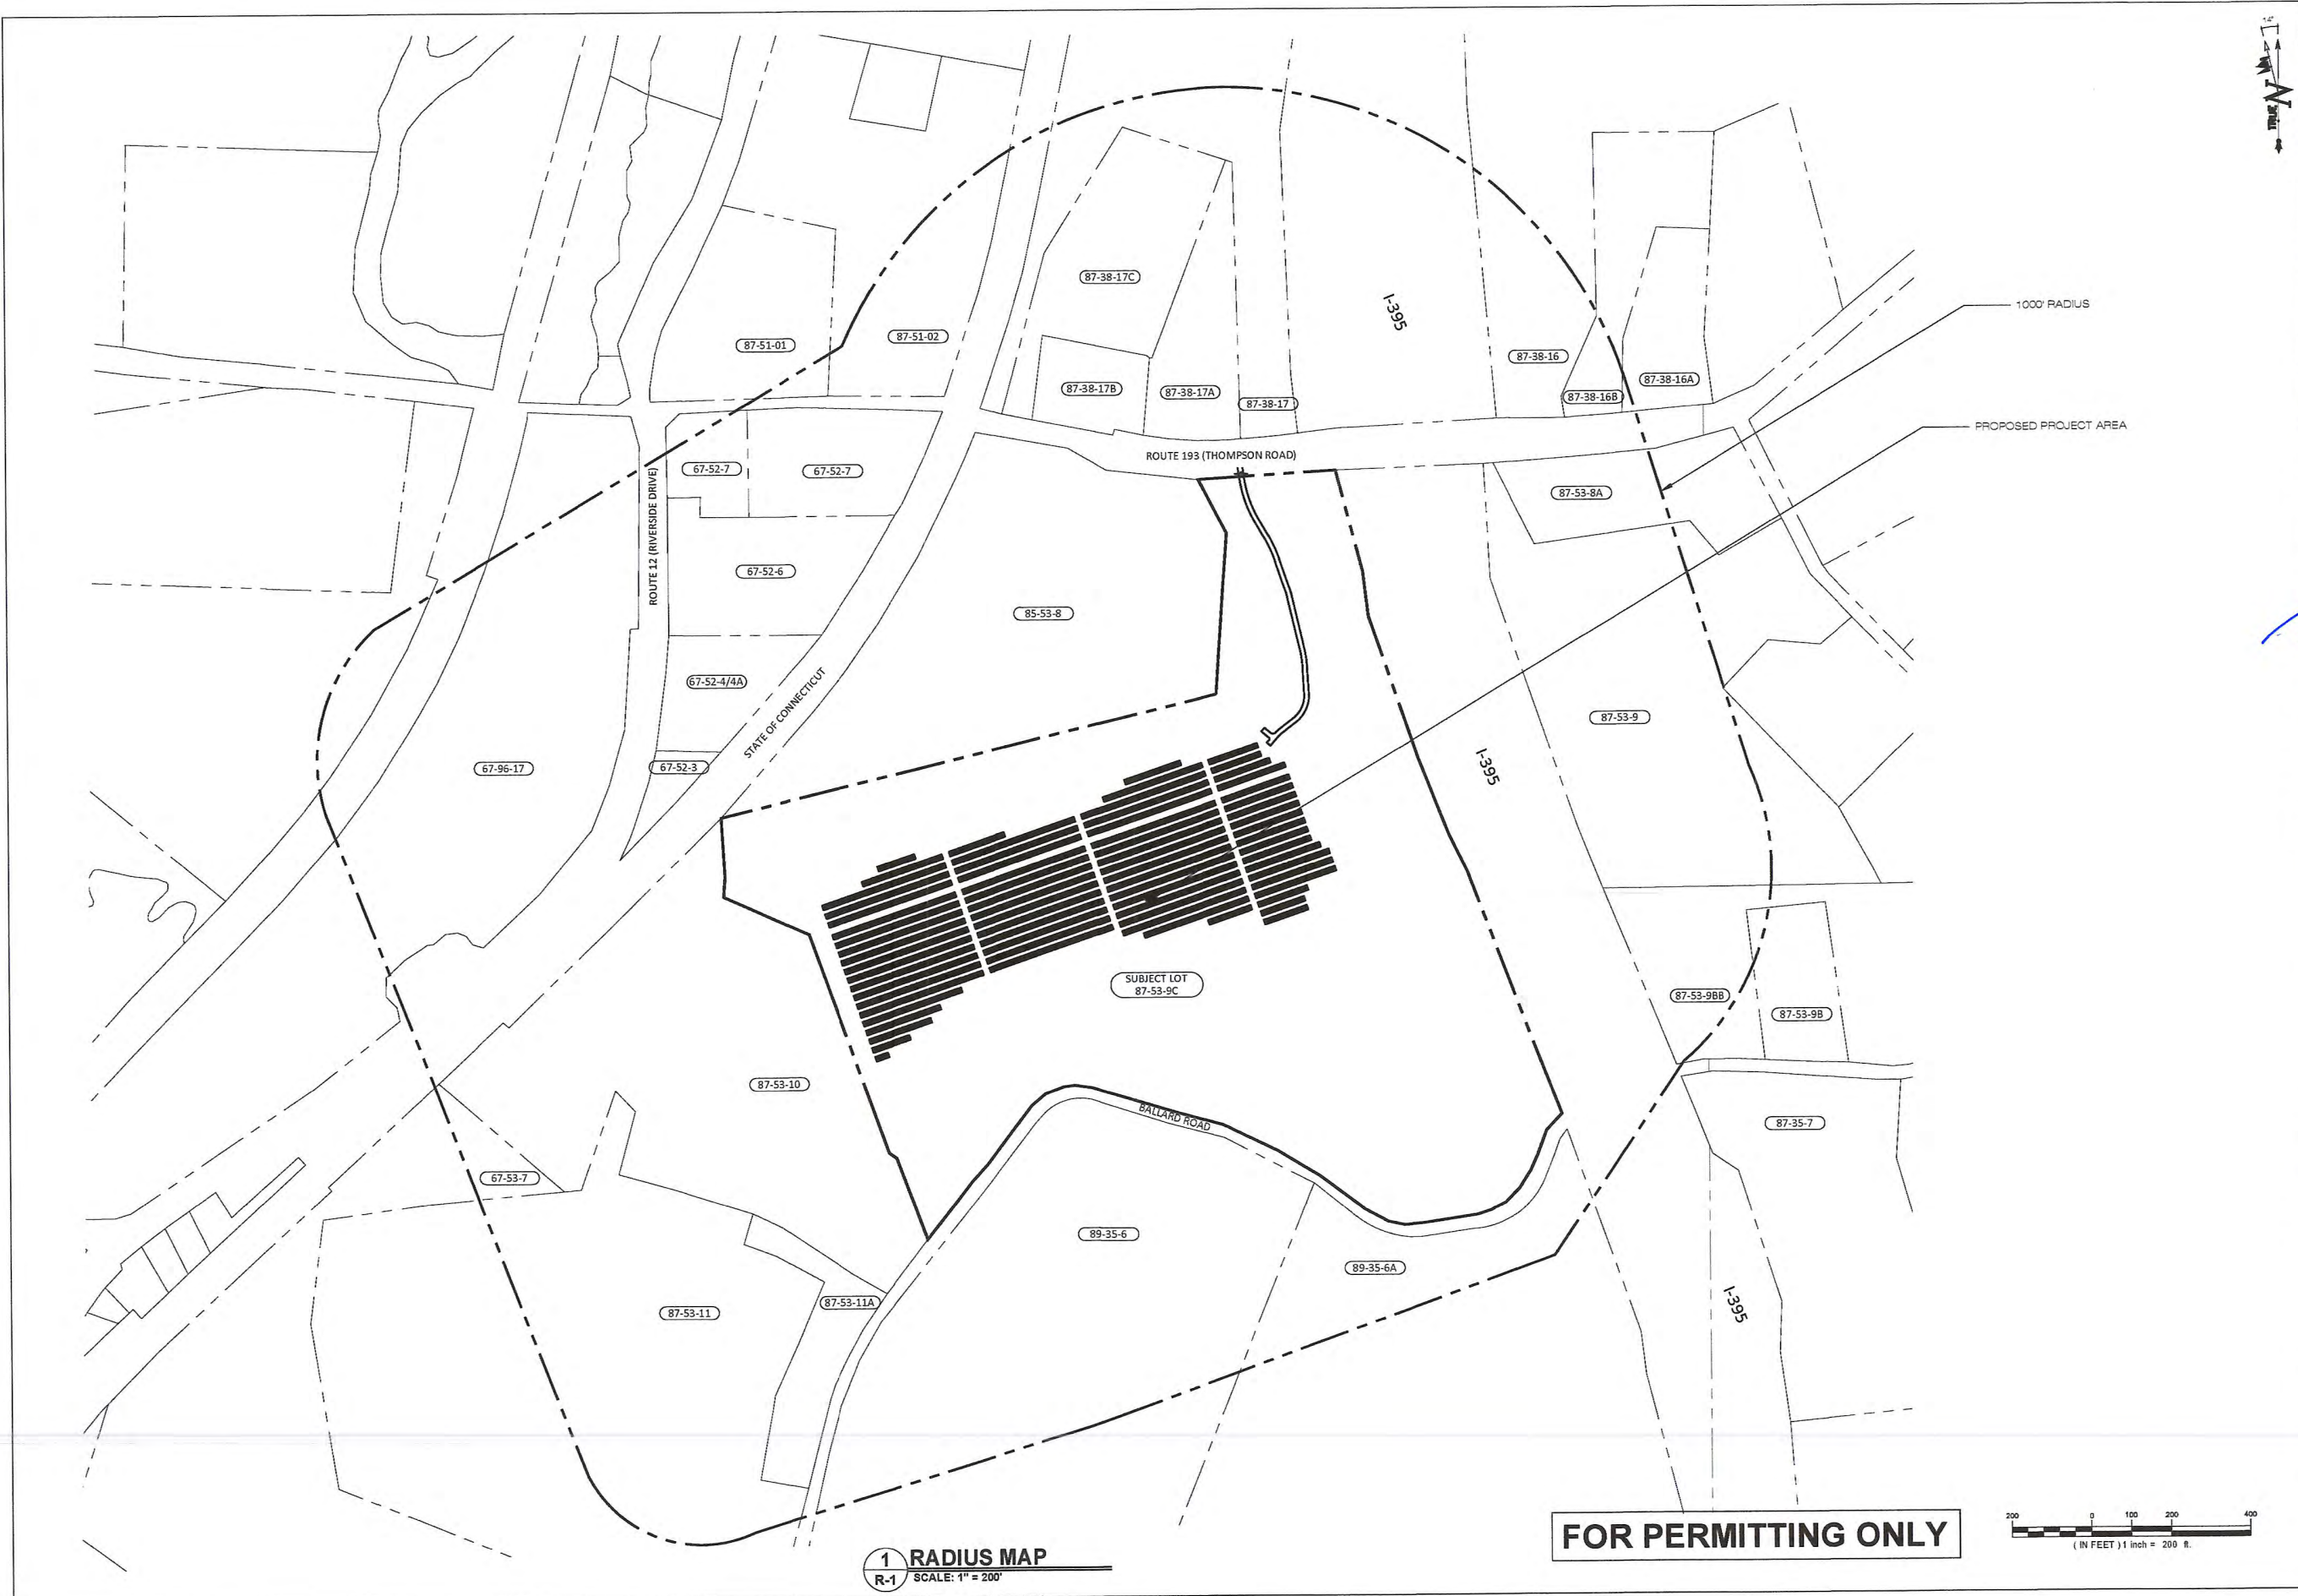 14°
TRUE
N
87-38-17C
1000' RADIUS
I-395
87-51-01
87-51-02
87-38-16
87-38-17B
87-38-17A
87-38-17
87-38-16B
87-38-16A
PROPOSED PROJECT AREA
ROUTE 193 (THOMPSON ROAD)
67-52-7
67-52-7
87-53-8A
ROUTE 12 (RIVERSIDE DRIVE)
67-52-6
85-53-8
67-52-4/4A
STATE OF CONNECTICUT
87-53-9
67-96-17
67-52-3
I-395
SUBJECT LOT
87-53-9C
87-53-9BB
87-53-9B
87-53-10
BALLARD ROAD
87-35-7
67-53-7
89-35-6
89-35-6A
87-53-11
87-53-11A
I-395
FOR PERMITTING ONLY
200 0 100 200 400
( IN FEET ) 1 inch = 200 ft.
1
R-1
RADIUS MAP
SCALE: 1" = 200'